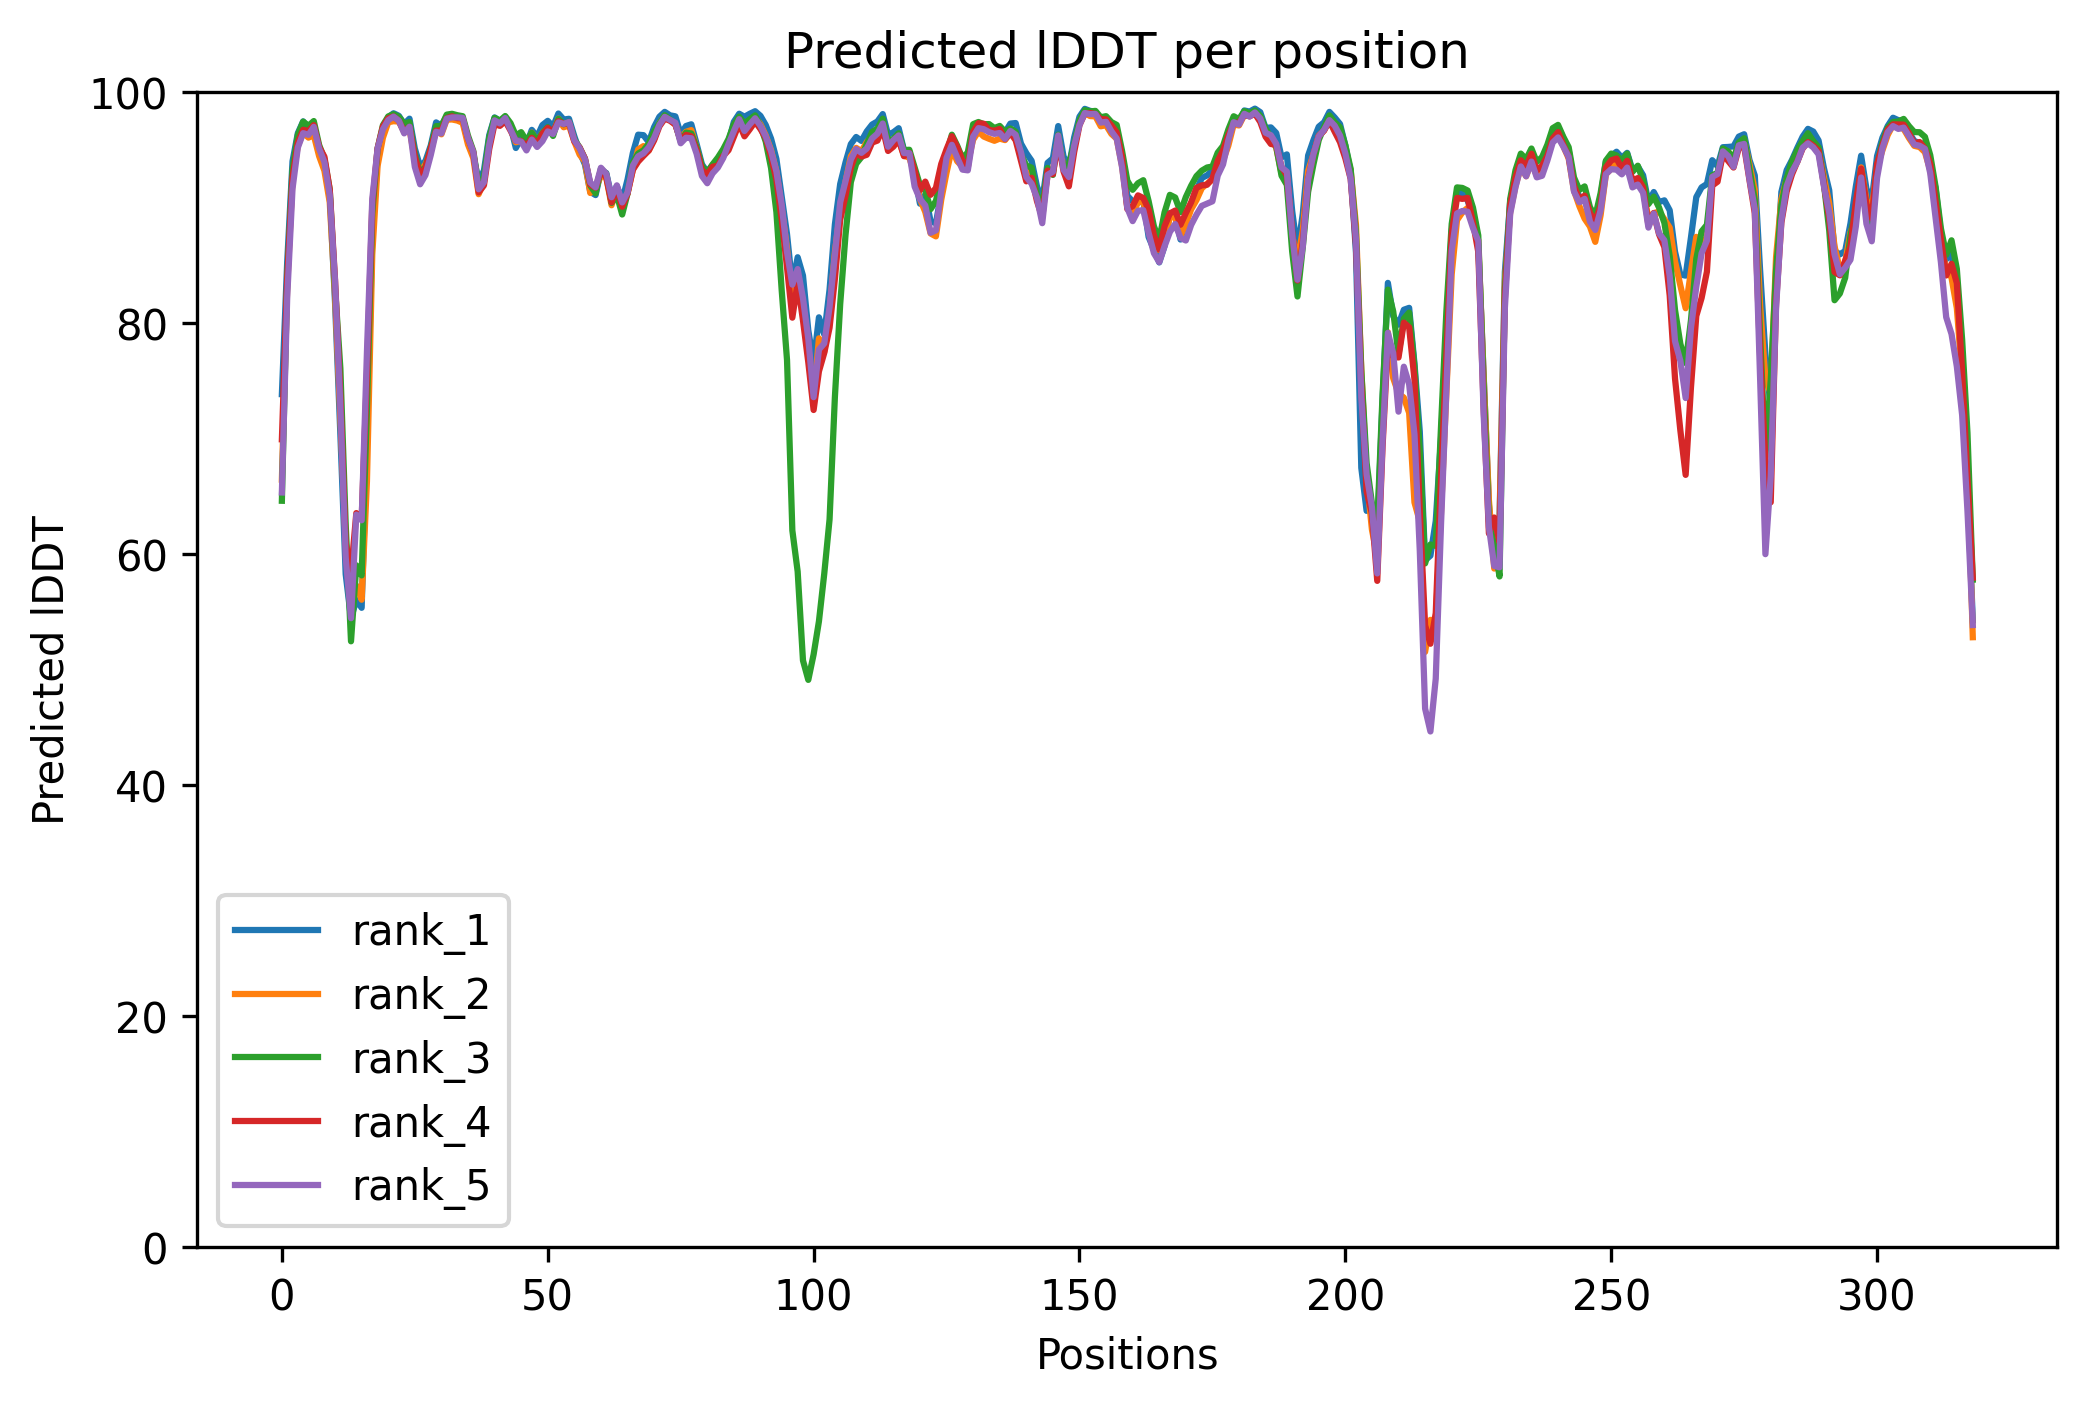 Predicted lDDT per position
100
80
60
40
20
0
Predicted lDDT
rank_1
rank_2
rank_3
rank_4
rank_5
0 50 100 150 200 250 300
Positions